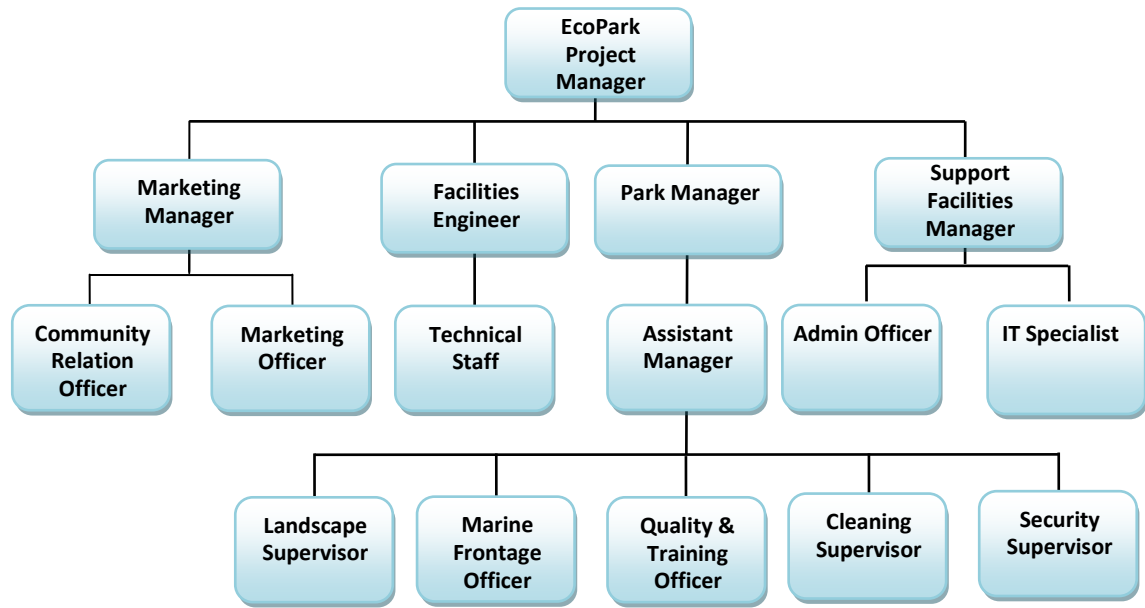 EcoPark
Project
Manager
Marketing
Manager
Facilities
Engineer
Park Manager
Support
Facilities
Manager
Community
Relation
Officer
Marketing
Officer
Technical
Staff
Assistant
Manager
Admin Officer
IT Specialist
Landscape
Supervisor
Marine
Frontage
Officer
Quality &
Training
Officer
Cleaning
Supervisor
Security
Supervisor